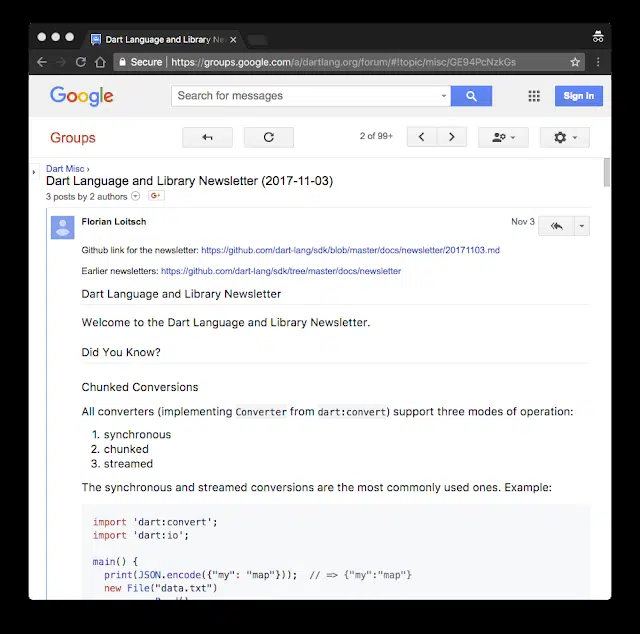 Dart Language and Library Ne
Secure | https://groups.google.com/a/dartlang.org/forum/#!topic/misc/GE94PcNzkGs
Google
Search for messages
Sign In
Groups
2 of 99+
Dart Misc ›
Dart Language and Library Newsletter (2017-11-03)
3 posts by 2 authors
G+
Florian Loitsch
Nov 3
Github link for the newsletter: https://github.com/dart-lang/sdk/blob/master/docs/newsletter/20171103.md
Earlier newsletters: https://github.com/dart-lang/sdk/tree/master/docs/newsletter
Dart Language and Library Newsletter
Welcome to the Dart Language and Library Newsletter.
Did You Know?
Chunked Conversions
All converters (implementing Converter from dart:convert) support three modes of operation:
1. synchronous
2. chunked
3. streamed
The synchronous and streamed conversions are the most commonly used ones. Example:
import 'dart:convert';
import 'dart:io';
main() {
print(JSON.encode({"my": "map"})); // => {"my":"map"}
new File("data.txt")